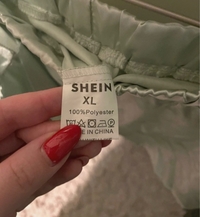 SHEIN
XL
100%Polyester
E IN CHINA